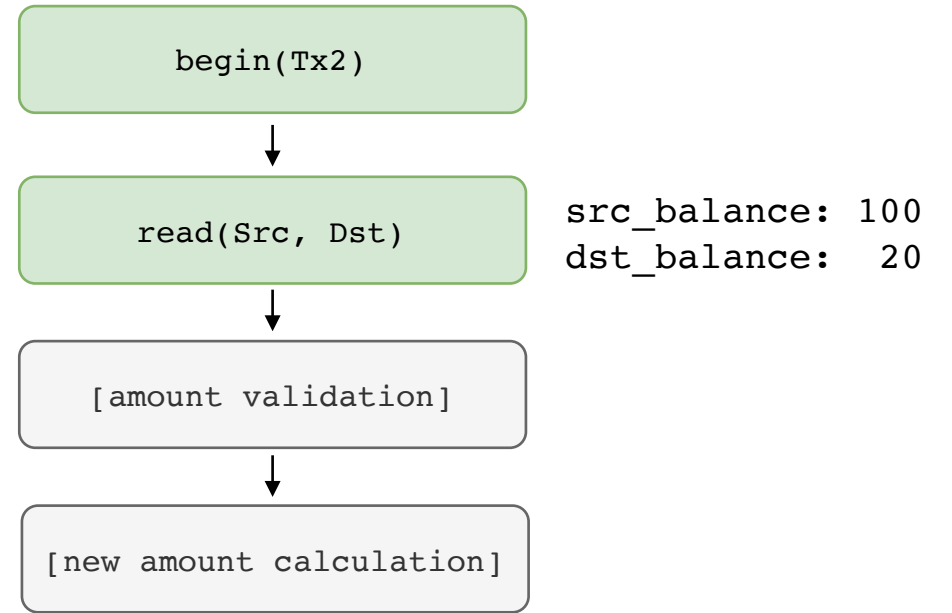 begin(Tx2)
read(Src, Dst)
src_balance: 100
dst_balance:  20
[amount validation]
[new amount calculation]